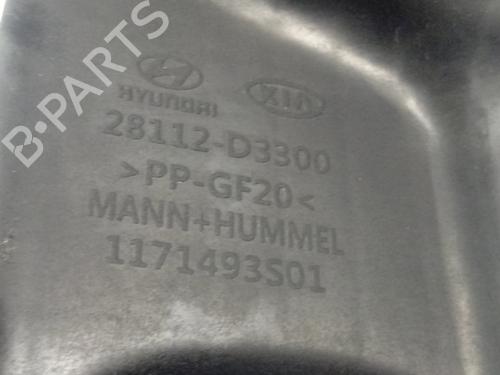 B-PARTS
HYUNDAI KIA
28112-D3300
>PP-GF20<
MANN+HUMMEL
1171493S01